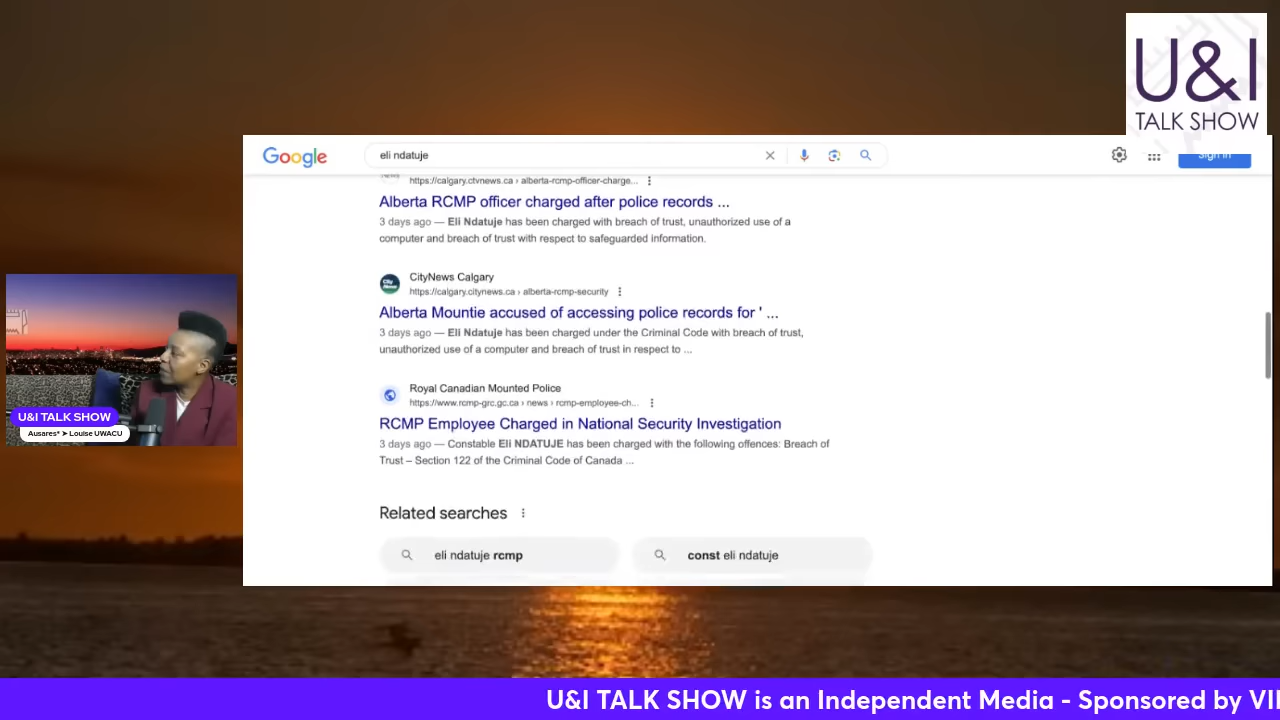 U&I
TALK SHOW
Google
eli ndatuje
Sign in
https://calgary.ctvnews.ca › alberta-rcmp-officer-charge...
Alberta RCMP officer charged after police records ...
3 days ago — Eli Ndatuje has been charged with breach of trust, unauthorized use of a
computer and breach of trust with respect to safeguarded information.
CityNews Calgary
https://calgary.citynews.ca › alberta-rcmp-security
Alberta Mountie accused of accessing police records for ' ...
3 days ago — Eli Ndatuje has been charged under the Criminal Code with breach of trust,
unauthorized use of a computer and breach of trust in respect to ...
Royal Canadian Mounted Police
https://www.rcmp-grc.gc.ca › news › rcmp-employee-ch...
RCMP Employee Charged in National Security Investigation
3 days ago — Constable Eli NDATUJE has been charged with the following offences: Breach of
Trust – Section 122 of the Criminal Code of Canada ...
Related searches
eli ndatuje rcmp
const eli ndatuje
U&I TALK SHOW
Ausares* ➤ Louise UWACU
U&I TALK SHOW is an Independent Media - Sponsored by VII